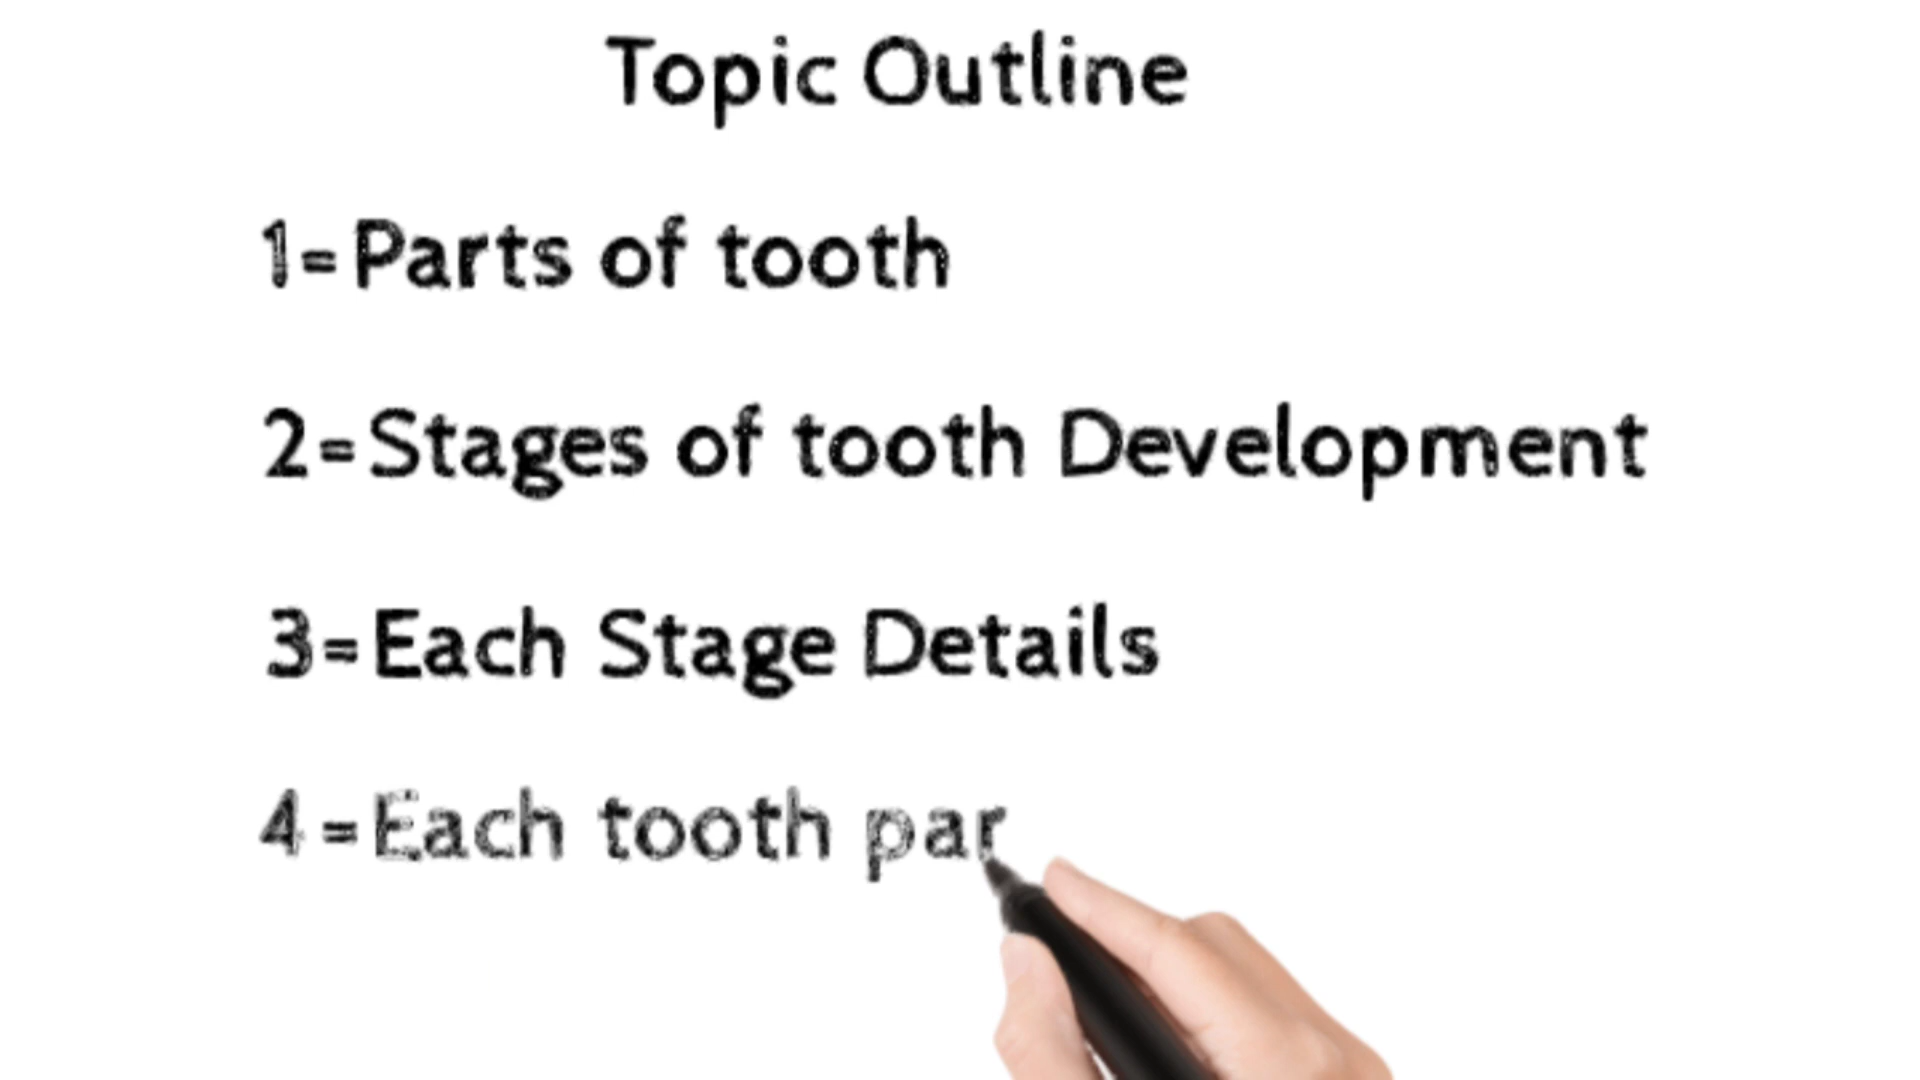 Topic Outline
1=Parts of tooth
2=Stages of tooth Development
3=Each Stage Details
4=Each tooth par